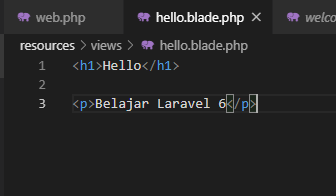 web.php hello.blade.php welco
resources > views > hello.blade.php
1 <h1>Hello</h1>
2
3 <p>Belajar Laravel 6</p>